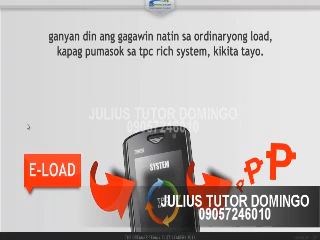 ganyan din ang gagawin natin sa ordinaryong load,
kapag pumasok sa tpc rich system, kikita tayo.
JULIUS TUTOR DOMINGO
09057246010
E-LOAD
SYSTEM
₱₱₱
JULIUS TUTOR DOMINGO
09057246010